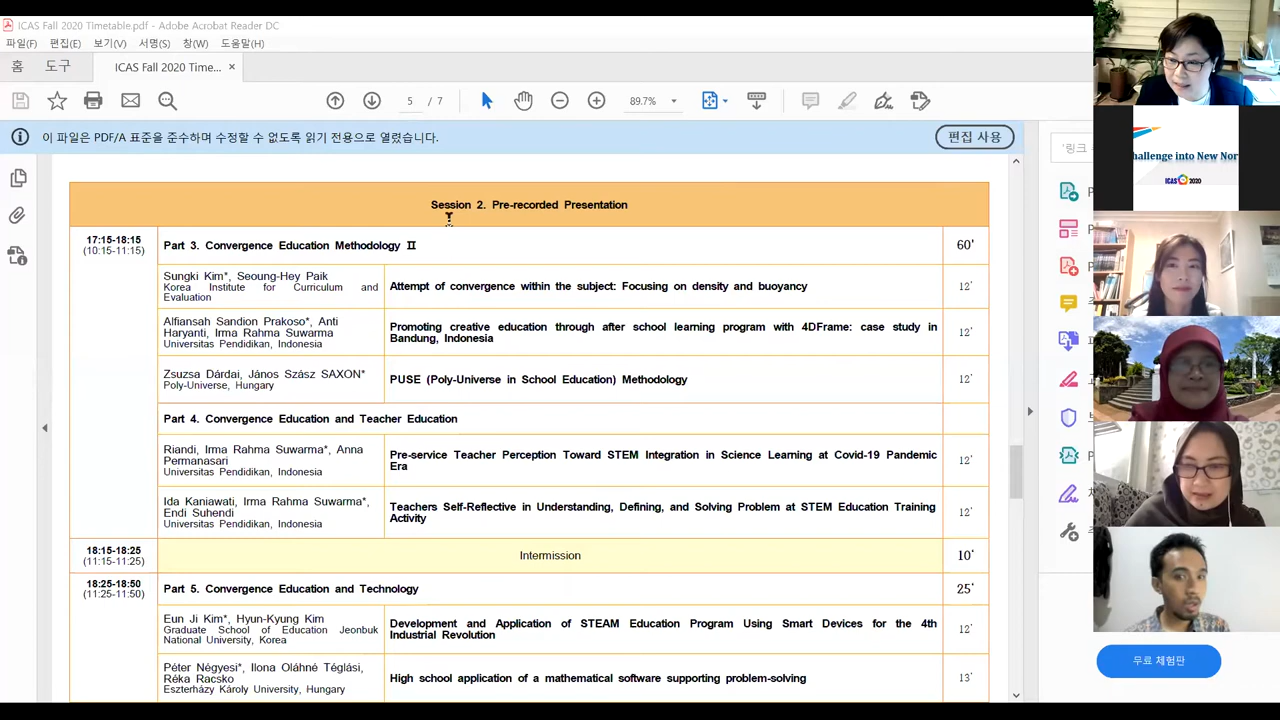 ICAS Fall 2020 Timetable.pdf - Adobe Acrobat Reader DC
파일(F) 편집(E) 보기(V) 서명(S) 창(W) 도움말(H)
홈 도구 ICAS Fall 2020 Time... ×
5 / 7 89.7%
이 파일은 PDF/A 표준을 준수하며 수정할 수 없도록 읽기 전용으로 열렸습니다. 편집 사용
Session 2. Pre-recorded Presentation
17:15-18:15
(10:15-11:15)
Part 3. Convergence Education Methodology Ⅱ 60'
Sungki Kim*, Seoung-Hey Paik
Korea Institute for Curriculum and
Evaluation
Attempt of convergence within the subject: Focusing on density and buoyancy 12'
Alfiansah Sandion Prakoso*, Anti
Haryanti, Irma Rahma Suwarma
Universitas Pendidikan, Indonesia
Promoting creative education through after school learning program with 4DFrame: case study in
Bandung, Indonesia
12'
Zsuzsa Dárdai, János Szász SAXON*
Poly-Universe, Hungary
PUSE (Poly-Universe in School Education) Methodology 12'
Part 4. Convergence Education and Teacher Education
Riandi, Irma Rahma Suwarma*, Anna
Permanasari
Universitas Pendidikan, Indonesia
Pre-service Teacher Perception Toward STEM Integration in Science Learning at Covid-19 Pandemic
Era
12'
Ida Kaniawati, Irma Rahma Suwarma*,
Endi Suhendi
Universitas Pendidikan, Indonesia
Teachers Self-Reflective in Understanding, Defining, and Solving Problem at STEM Education Training
Activity
12'
18:15-18:25
(11:15-11:25)
Intermission 10'
18:25-18:50
(11:25-11:50)
Part 5. Convergence Education and Technology 25'
Eun Ji Kim*, Hyun-Kyung Kim
Graduate School of Education Jeonbuk
National University, Korea
Development and Application of STEAM Education Program Using Smart Devices for the 4th
Industrial Revolution
12'
Péter Négyesi*, Ilona Oláhné Téglási,
Réka Racsko
Eszterházy Károly University, Hungary
High school application of a mathematical software supporting problem-solving 13'
'링크
무료 체험판
hallenge into New Nor
ICAS 2020